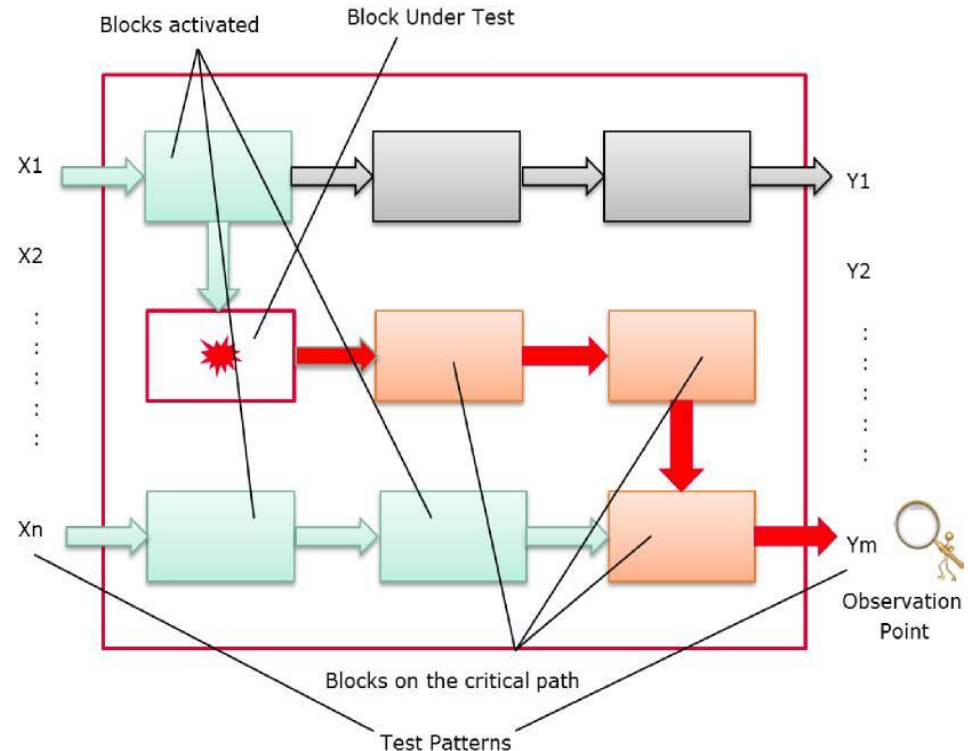 Blocks activated
Block Under Test
X1
Y1
X2
Y2
:
:
:
:
:
:
:
:
:
:
Xn
Ym
Observation
Point
Blocks on the critical path
Test Patterns